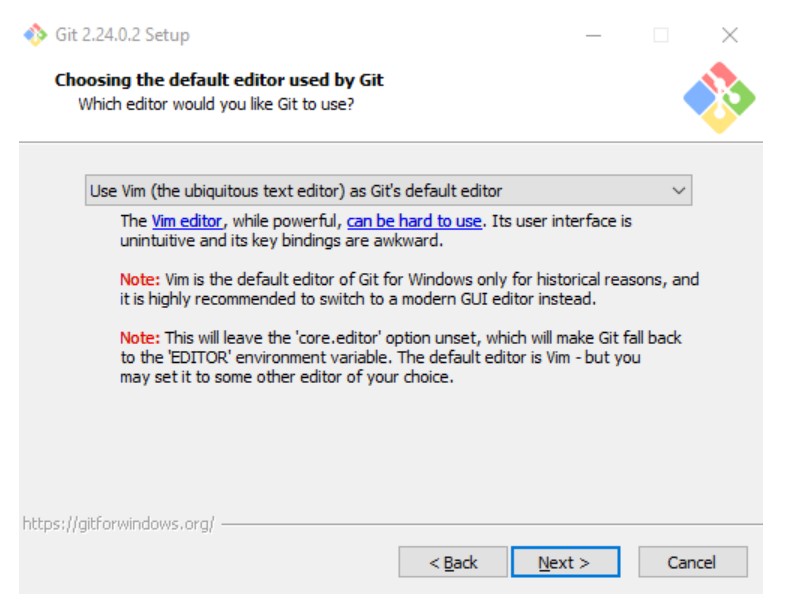 Git 2.24.0.2 Setup
Choosing the default editor used by Git
Which editor would you like Git to use?
Use Vim (the ubiquitous text editor) as Git's default editor
The Vim editor, while powerful, can be hard to use. Its user interface is
unintuitive and its key bindings are awkward.
Note: Vim is the default editor of Git for Windows only for historical reasons, and
it is highly recommended to switch to a modern GUI editor instead.
Note: This will leave the 'core.editor' option unset, which will make Git fall back
to the 'EDITOR' environment variable. The default editor is Vim - but you
may set it to some other editor of your choice.
https://gitforwindows.org/
< Back
Next >
Cancel